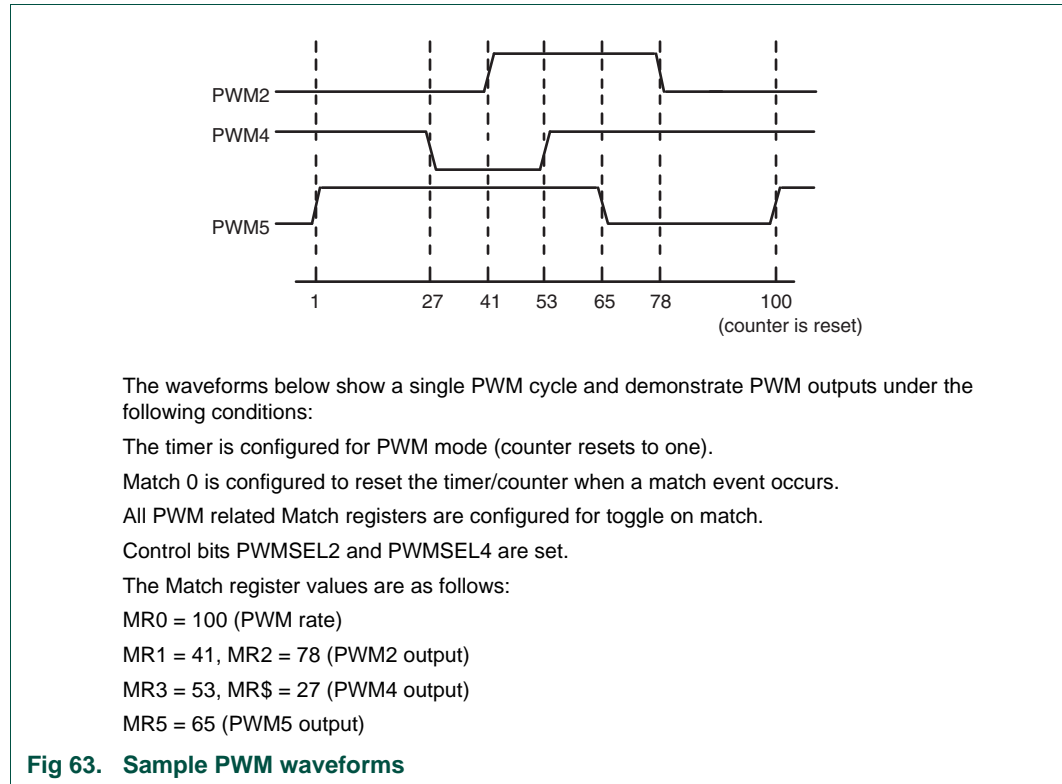 PWM2
PWM4
PWM5
1 27 41 53 65 78 100
(counter is reset)
The waveforms below show a single PWM cycle and demonstrate PWM outputs under the
following conditions:
The timer is configured for PWM mode (counter resets to one).
Match 0 is configured to reset the timer/counter when a match event occurs.
All PWM related Match registers are configured for toggle on match.
Control bits PWMSEL2 and PWMSEL4 are set.
The Match register values are as follows:
MR0 = 100 (PWM rate)
MR1 = 41, MR2 = 78 (PWM2 output)
MR3 = 53, MR$ = 27 (PWM4 output)
MR5 = 65 (PWM5 output)
Fig 63. Sample PWM waveforms